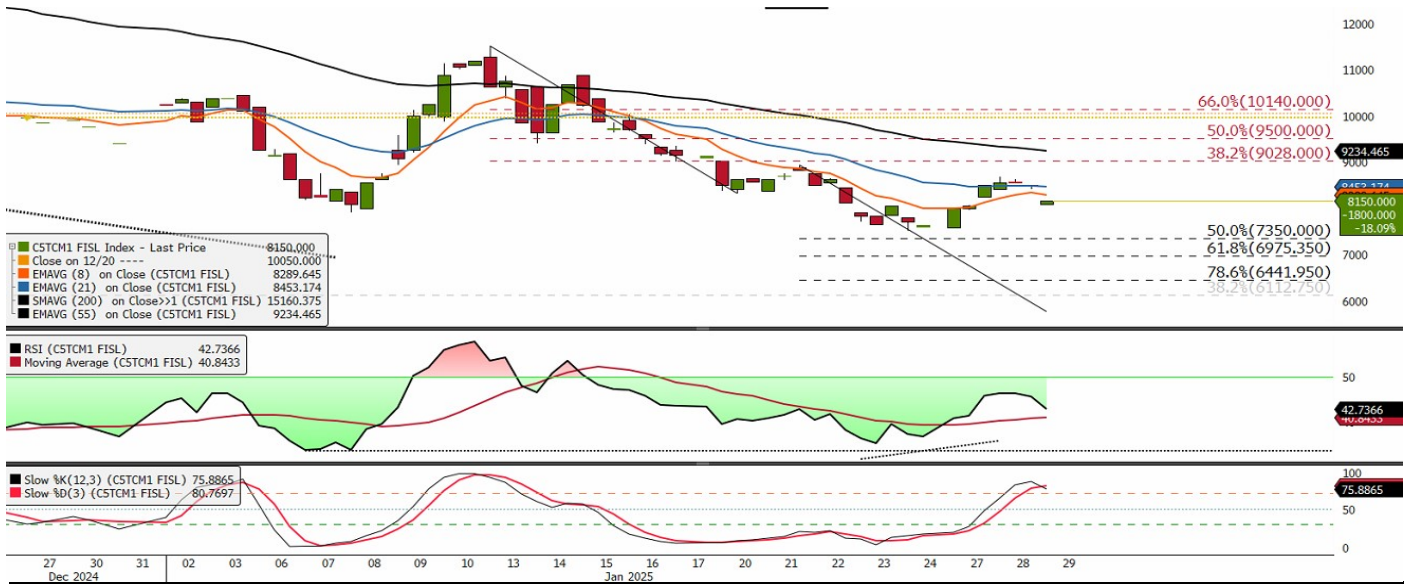 12000
11000
66.0%(10140.000)
10000
50.0%(9500.000)
9234.465
38.2%(9028.000)
9000
8453.174
8150.000
-1800.000
-18.09%
50.0%(7350.000)
61.8%(6975.350)
7000
78.6%(6441.950)
38.2%(6112.750)
6000
C5TCM1 FISL Index - Last Price 8150.000
Close on 12/20 ---- 10050.000
EMAVG (8) on Close (C5TCM1 FISL) 8289.645
EMAVG (21) on Close (C5TCM1 FISL) 8453.174
SMAVG (200) on Close>>1 (C5TCM1 FISL) 15160.375
EMAVG (55) on Close (C5TCM1 FISL) 9234.465
RSI (C5TCM1 FISL) 42.7366
Moving Average (C5TCM1 FISL) 40.8433
50
42.7366
40.8433
Slow %K(12,3) (C5TCM1 FISL) 75.8865
Slow %D(3) (C5TCM1 FISL) 80.7697
100
75.8865
50
0
27 30 31 02 03 06 07 08 09 10 13 14 15 16 17 20 21 22 23 24 27 28 29
Dec 2024 Jan 2025